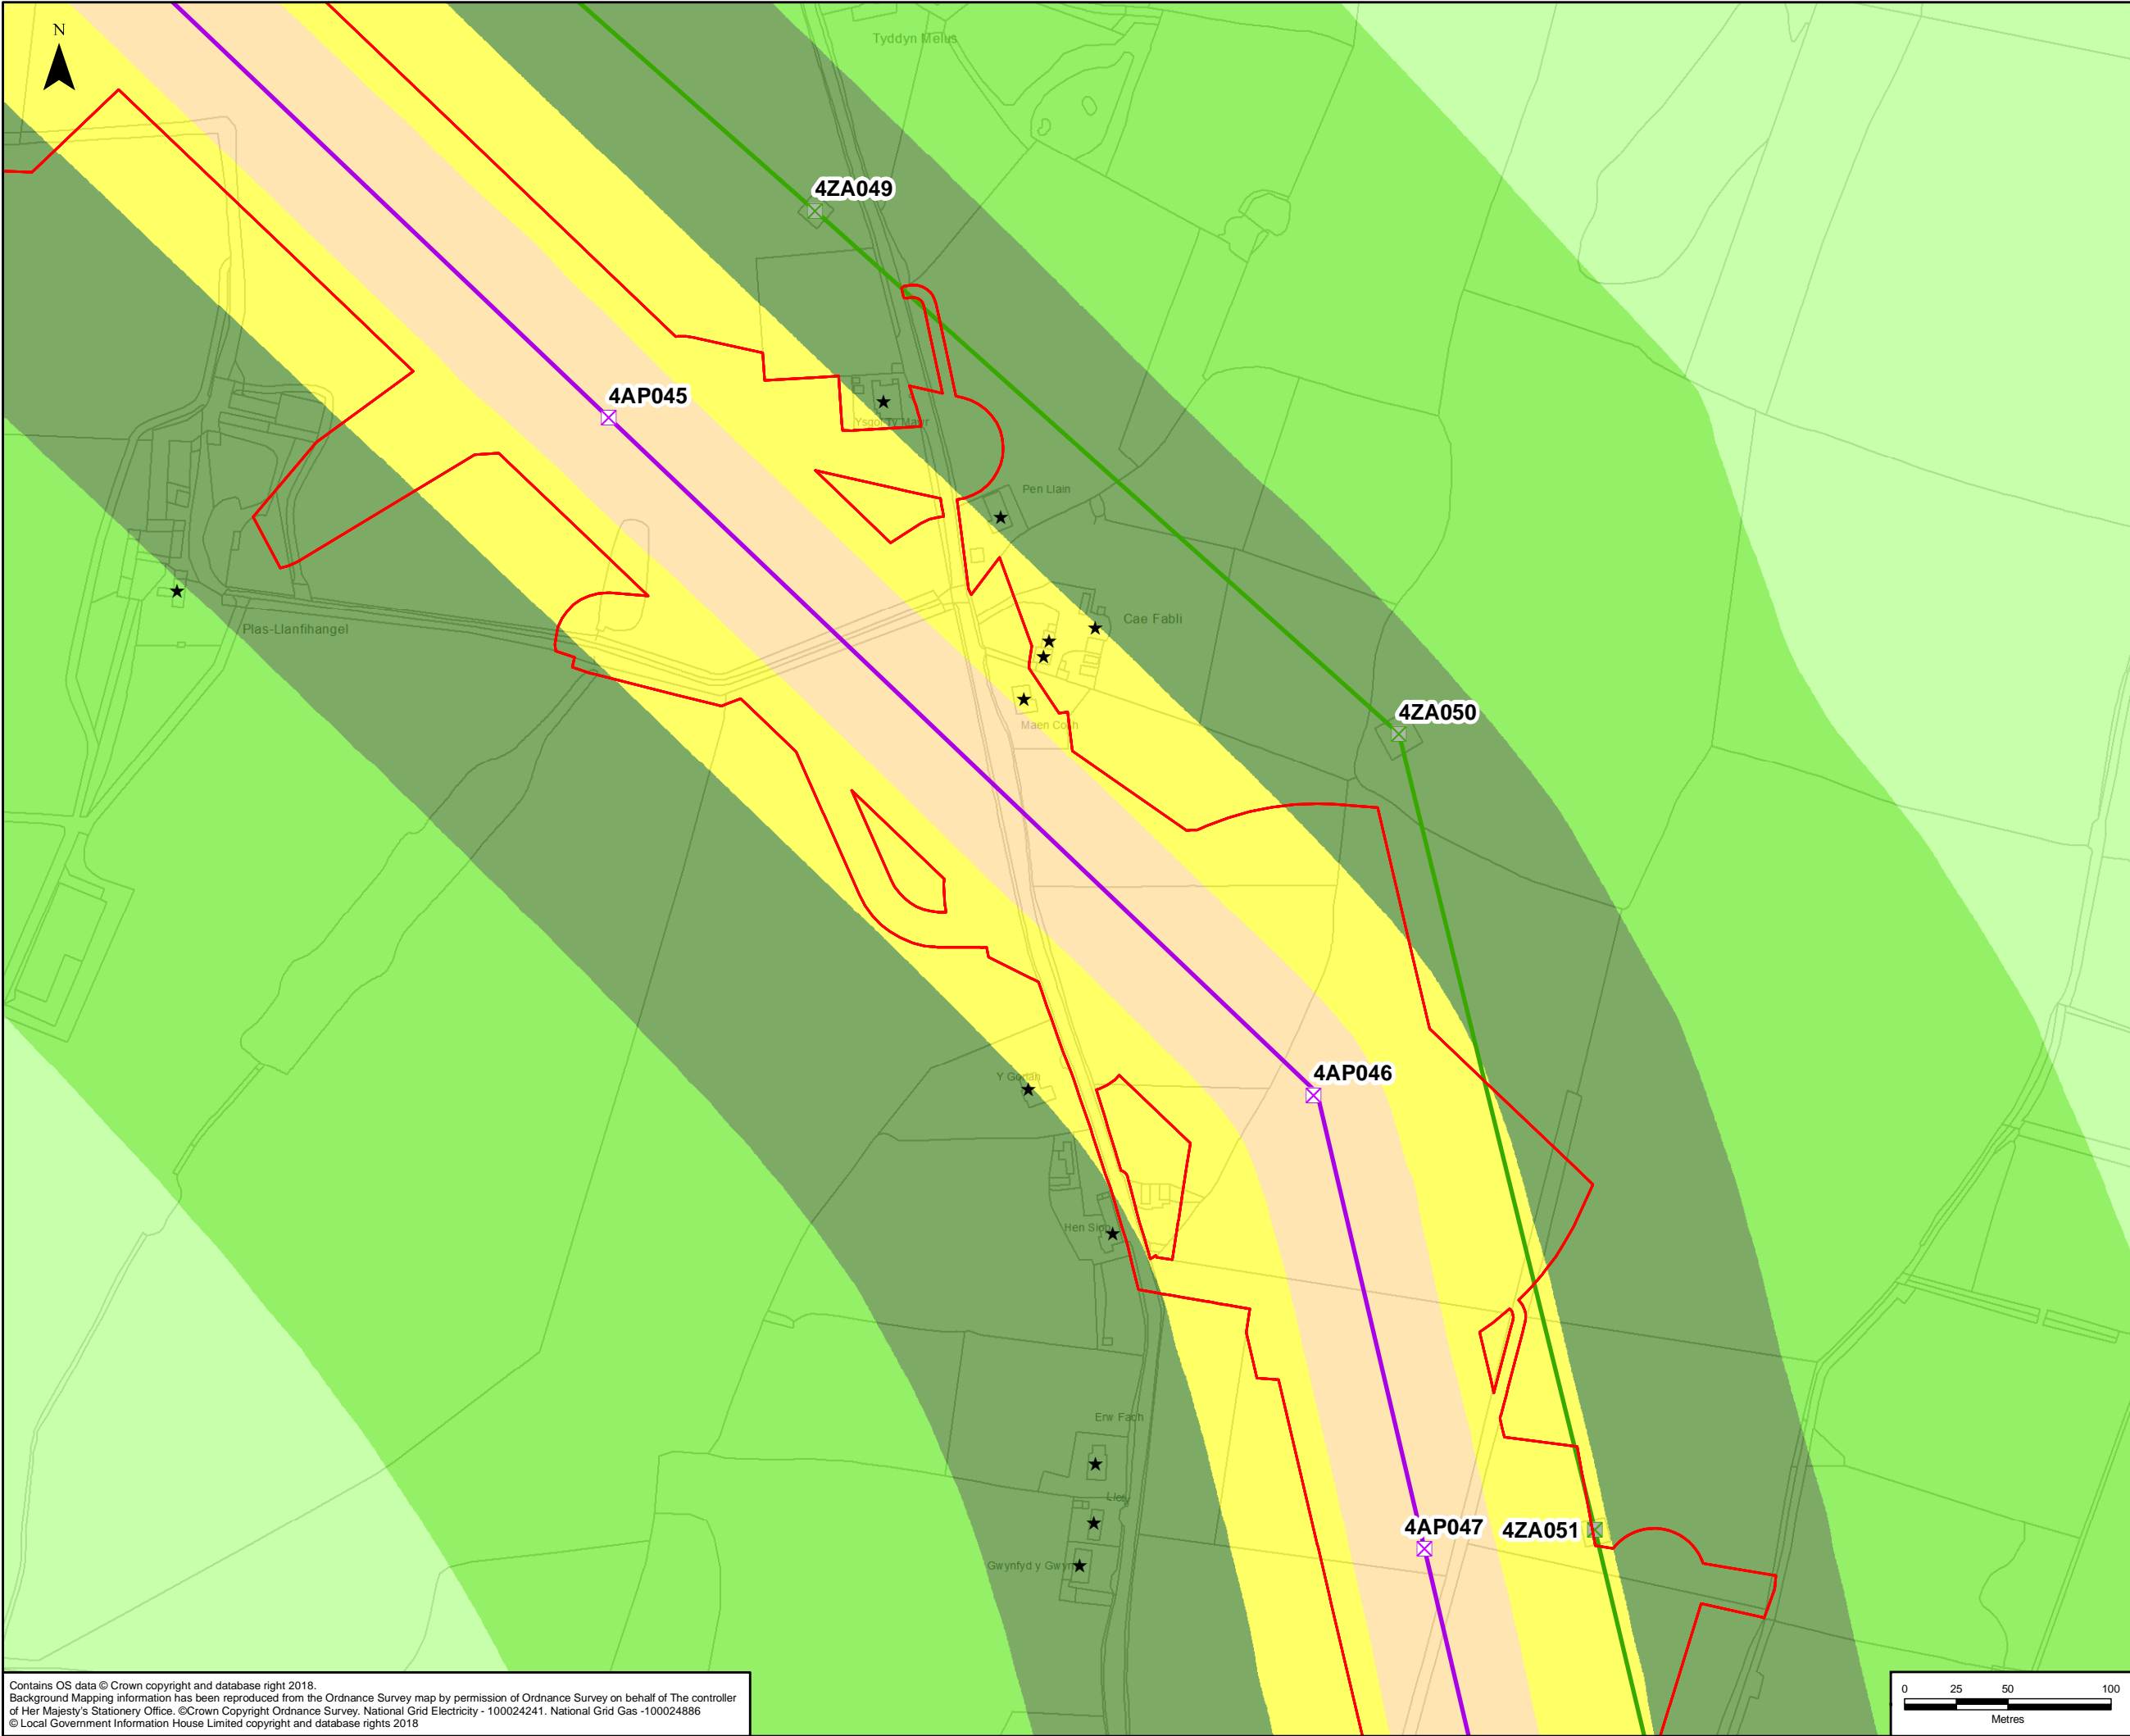 N
Tyddyn Melus
4ZA049
4AP045
Pen Llain
Cae Fabli
Plas-Llanfihangel
4ZA050
Maen
4AP046
Hen
Erw Fach
4AP047
4ZA051
Gwynfyd y
Contains OS data © Crown copyright and database right 2018.
Background Mapping information has been reproduced from the Ordnance Survey map by permission of Ordnance Survey on behalf of The controller
of Her Majesty's Stationery Office. ©Crown Copyright Ordnance Survey. National Grid Electricity - 100024241. National Grid Gas -100024886
© Local Government Information House Limited copyright and database rights 2018
0 25 50 100
Metres